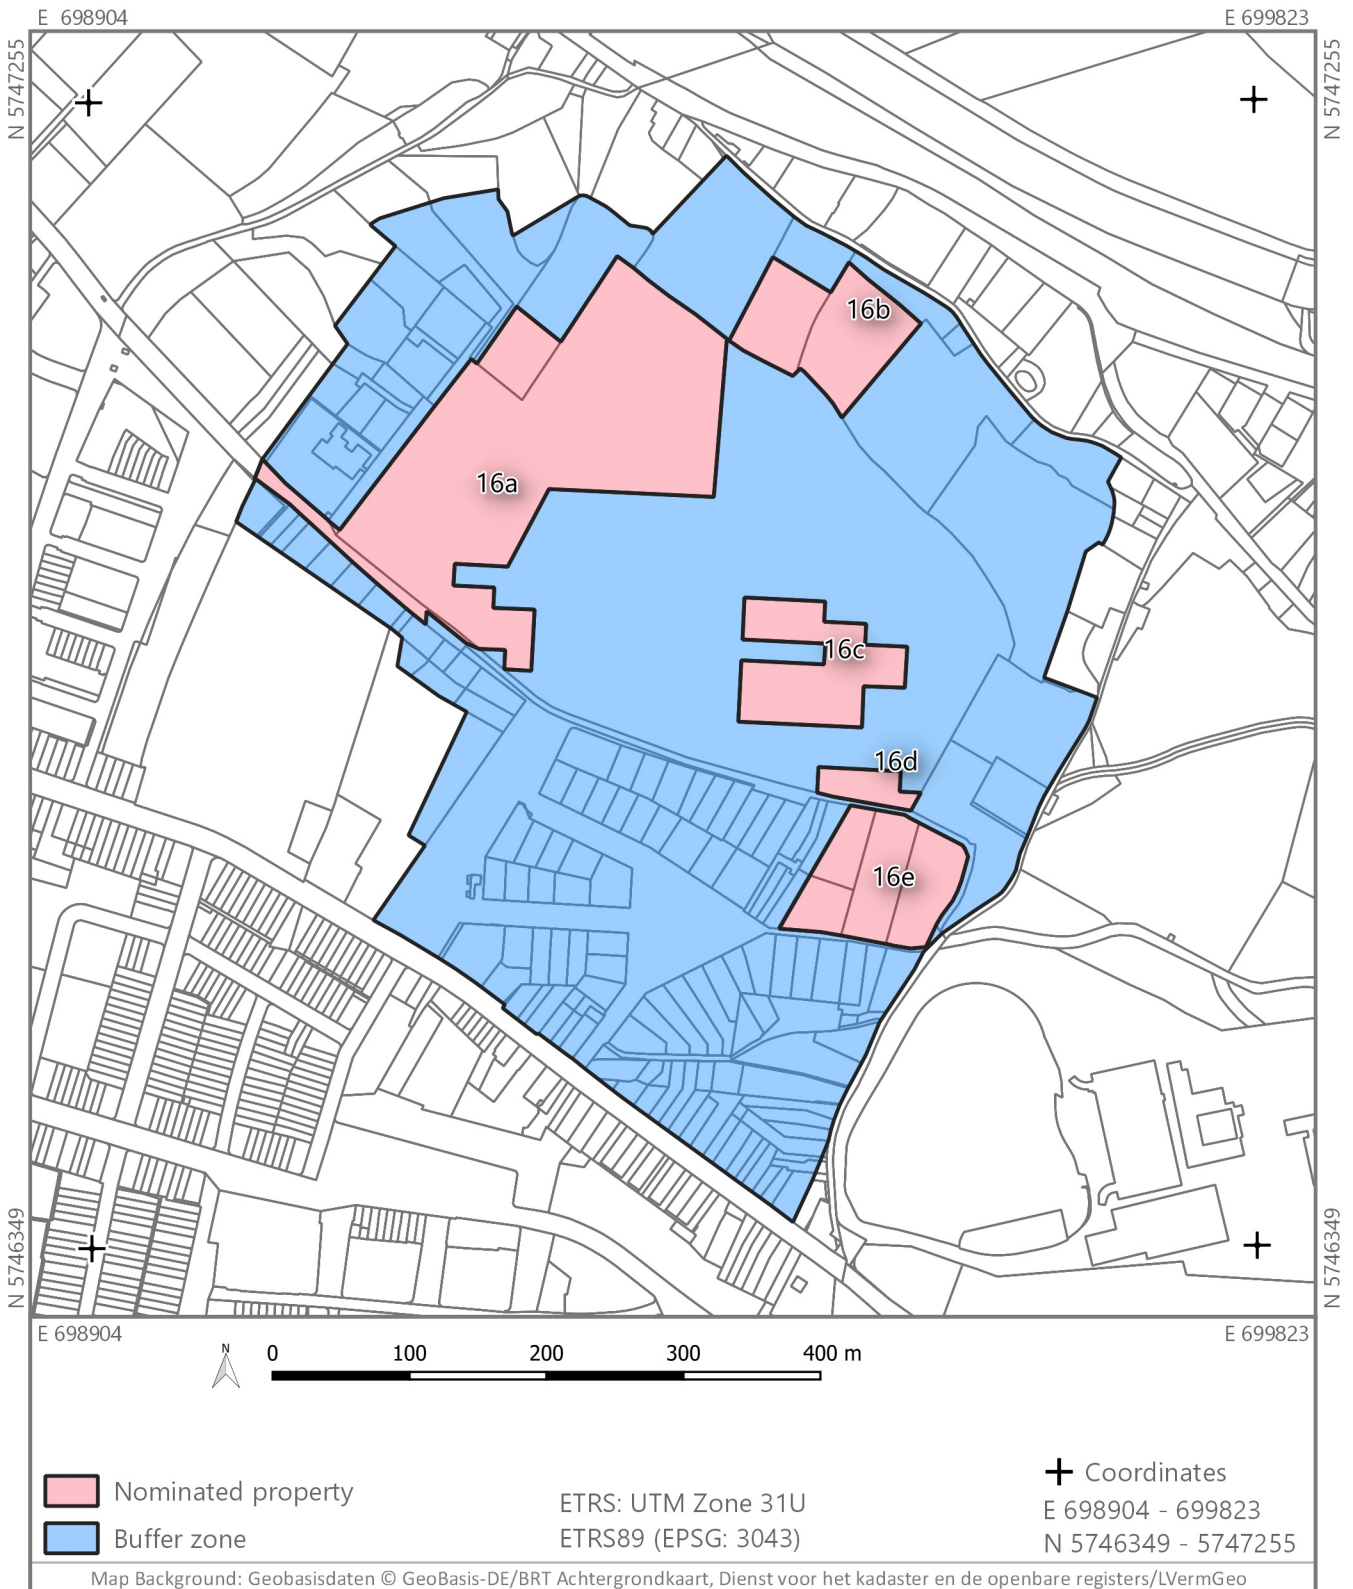 E 698904
E 699823
N 5747255
N 5747255
16b
16a
16c
16d
16e
N 5746349
N 5746349
E 698904
E 699823
N
0 100 200 300 400 m
Nominated property
Buffer zone
ETRS: UTM Zone 31U
ETRS89 (EPSG: 3043)
Coordinates
E 698904 - 699823
N 5746349 - 5747255
Map Background: Geobasisdaten © GeoBasis-DE/BRT Achtergrondkaart, Dienst voor het kadaster en de openbare registers/LVermGeo